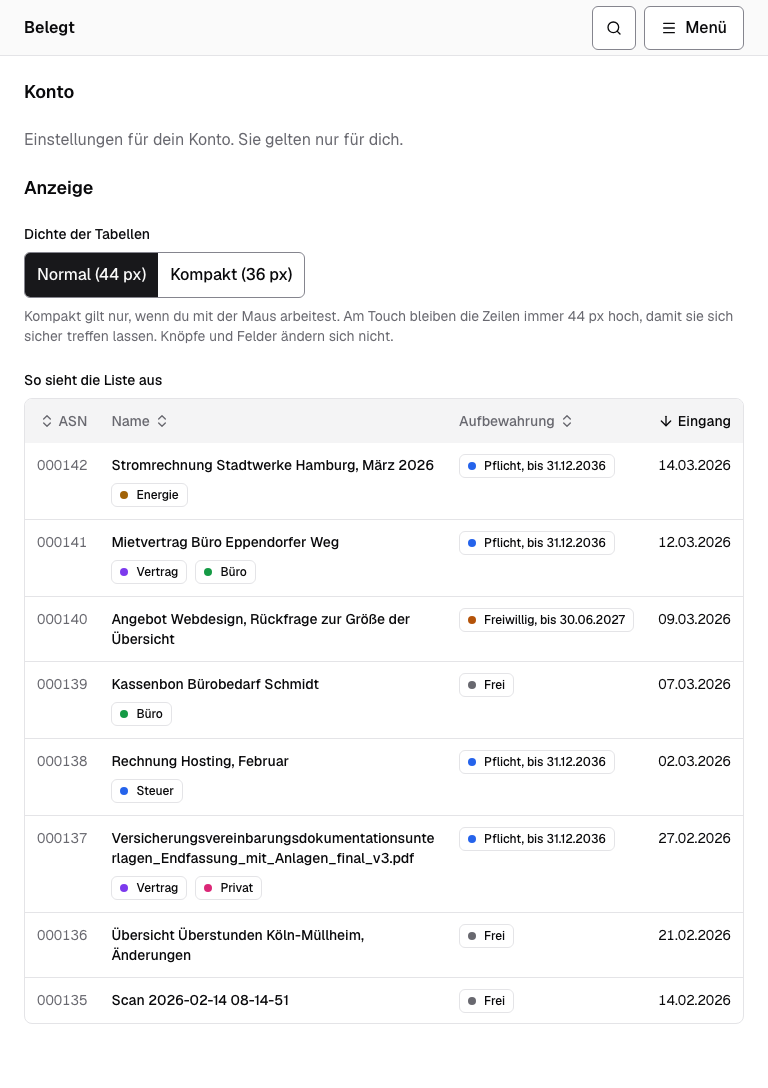 Belegt
Menü
Konto
Einstellungen für dein Konto. Sie gelten nur für dich.
Anzeige
Dichte der Tabellen
Normal (44 px) Kompakt (36 px)
Kompakt gilt nur, wenn du mit der Maus arbeitest. Am Touch bleiben die Zeilen immer 44 px hoch, damit sie sich
sicher treffen lassen. Knöpfe und Felder ändern sich nicht.
So sieht die Liste aus
ASN Name Aufbewahrung Eingang
000142 Stromrechnung Stadtwerke Hamburg, März 2026 Pflicht, bis 31.12.2036 14.03.2026
Energie
000141 Mietvertrag Büro Eppendorfer Weg Pflicht, bis 31.12.2036 12.03.2026
Vertrag Büro
000140 Angebot Webdesign, Rückfrage zur Größe der Freiwillig, bis 30.06.2027 09.03.2026
Übersicht
000139 Kassenbon Bürobedarf Schmidt Frei 07.03.2026
Büro
000138 Rechnung Hosting, Februar Pflicht, bis 31.12.2036 02.03.2026
Steuer
000137 Versicherungsvereinbarungsdokumentationsunte Pflicht, bis 31.12.2036 27.02.2026
rlagen_Endfassung_mit_Anlagen_final_v3.pdf
Vertrag Privat
000136 Übersicht Überstunden Köln-Müllheim, Frei 21.02.2026
Änderungen
000135 Scan 2026-02-14 08-14-51 Frei 14.02.2026